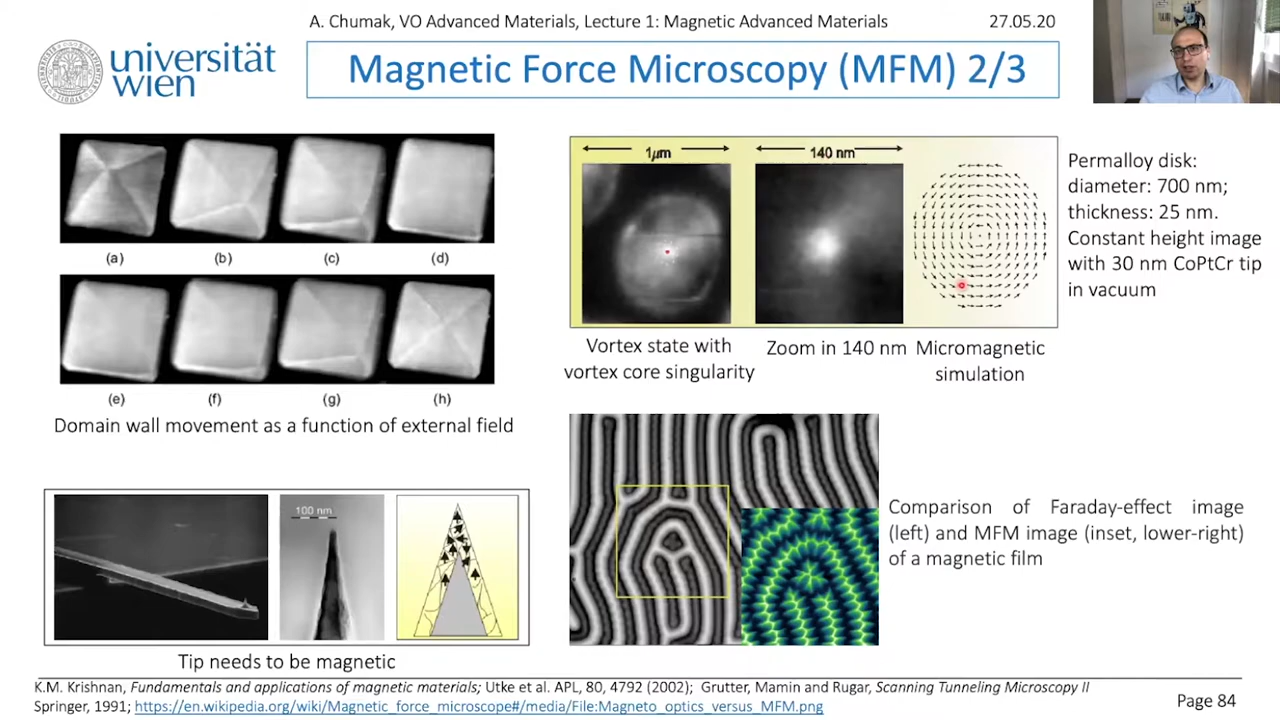 A. Chumak, VO Advanced Materials, Lecture 1: Magnetic Advanced Materials
27.05.20
universität
wien
Magnetic Force Microscopy (MFM) 2/3
(a)
(b)
(c)
(d)
(e)
(f)
(g)
(h)
Domain wall movement as a function of external field
1μm
140 nm
Vortex state with
vortex core singularity
Zoom in 140 nm
Micromagnetic
simulation
Permalloy disk:
diameter: 700 nm;
thickness: 25 nm.
Constant height image
with 30 nm CoPtCr tip
in vacuum
100 nm
Tip needs to be magnetic
Comparison of Faraday-effect image
(left) and MFM image (inset, lower-right)
of a magnetic film
K.M. Krishnan, Fundamentals and applications of magnetic materials; Utke et al. APL, 80, 4792 (2002); Grutter, Mamin and Rugar, Scanning Tunneling Microscopy II
Springer, 1991; https://en.wikipedia.org/wiki/Magnetic_force_microscope#/media/File:Magneto_optics_versus_MFM.png
Page 84